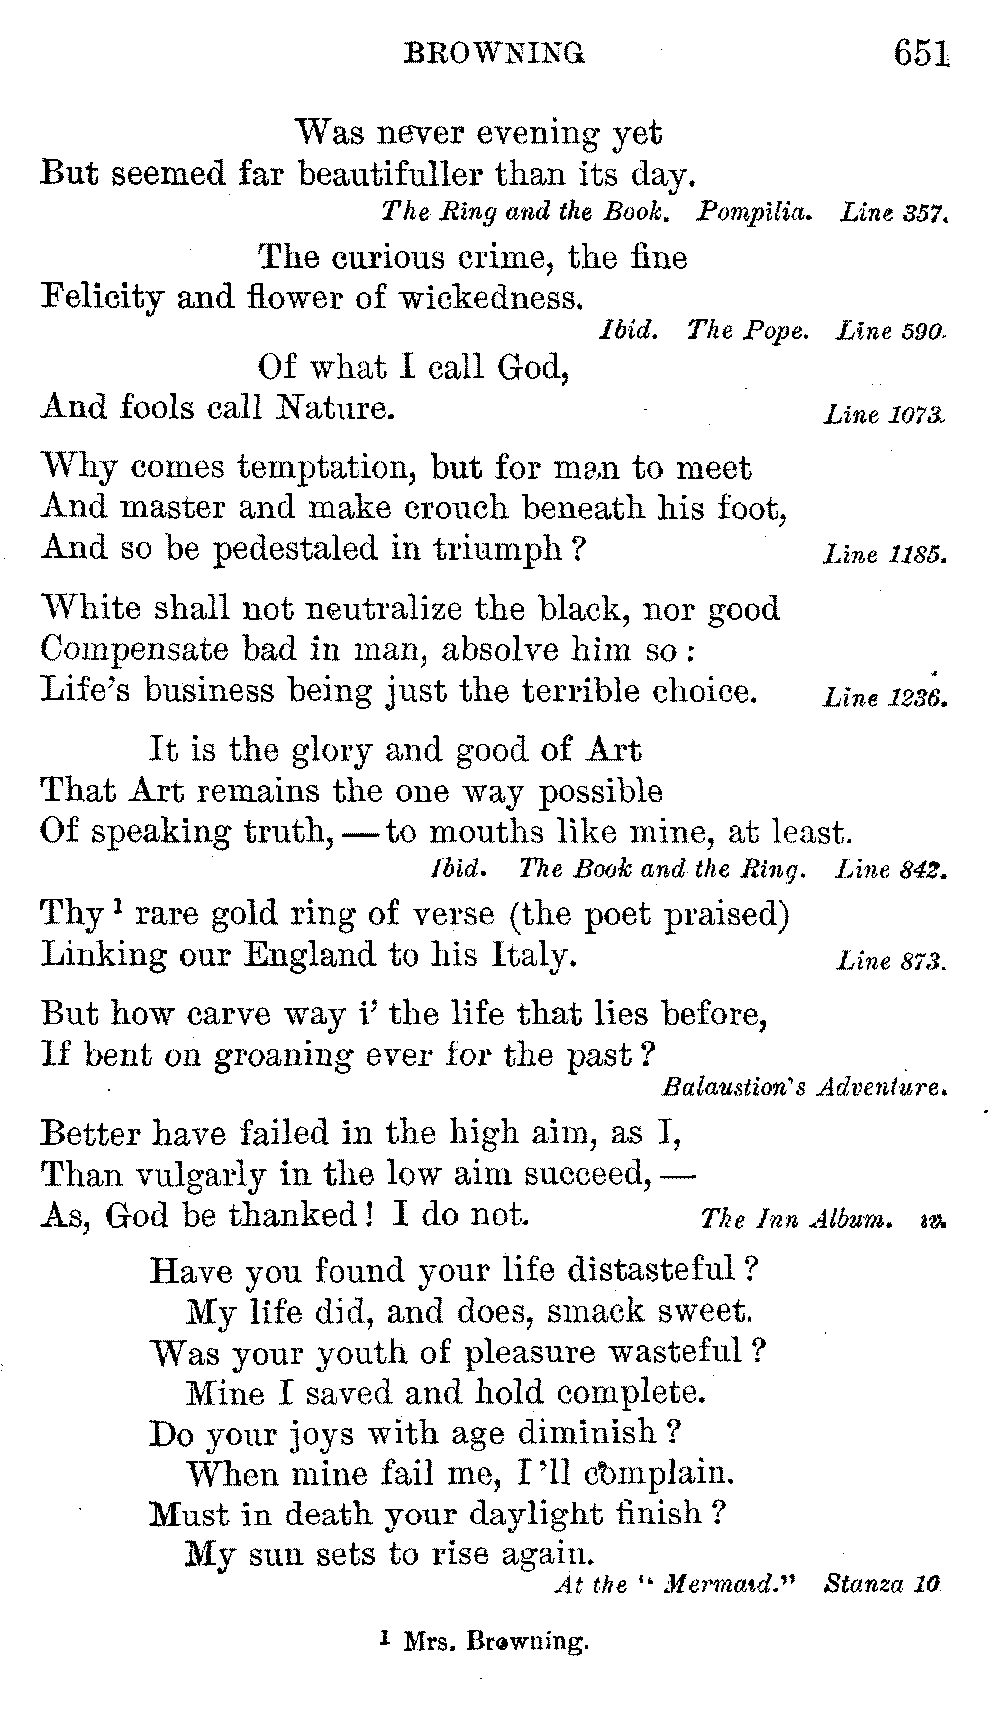 BROWNING 651
Was never evening yet
But seemed far beautifuller than its day.
The Ring and the Book. Pompilia. Line 357.
The curious crime, the fine
Felicity and flower of wickedness.
Ibid. The Pope. Line 590.
Of what I call God,
And fools call Nature. Line 1073.
Why comes temptation, but for man to meet
And master and make crouch beneath his foot,
And so be pedestaled in triumph? Line 1185.
White shall not neutralize the black, nor good
Compensate bad in man, absolve him so:
Life's business being just the terrible choice. Line 1236.
It is the glory and good of Art
That Art remains the one way possible
Of speaking truth, — to mouths like mine, at least.
Ibid. The Book and the Ring. Line 842.
Thy ¹ rare gold ring of verse (the poet praised)
Linking our England to his Italy. Line 873.
But how carve way i' the life that lies before,
If bent on groaning ever for the past?
Balaustion's Adventure.
Better have failed in the high aim, as I,
Than vulgarly in the low aim succeed, —
As, God be thanked! I do not. The Inn Album. iv.
Have you found your life distasteful?
My life did, and does, smack sweet.
Was your youth of pleasure wasteful?
Mine I saved and hold complete.
Do your joys with age diminish?
When mine fail me, I'll complain.
Must in death your daylight finish?
My sun sets to rise again.
At the "Mermaid." Stanza 10
¹ Mrs. Browning.